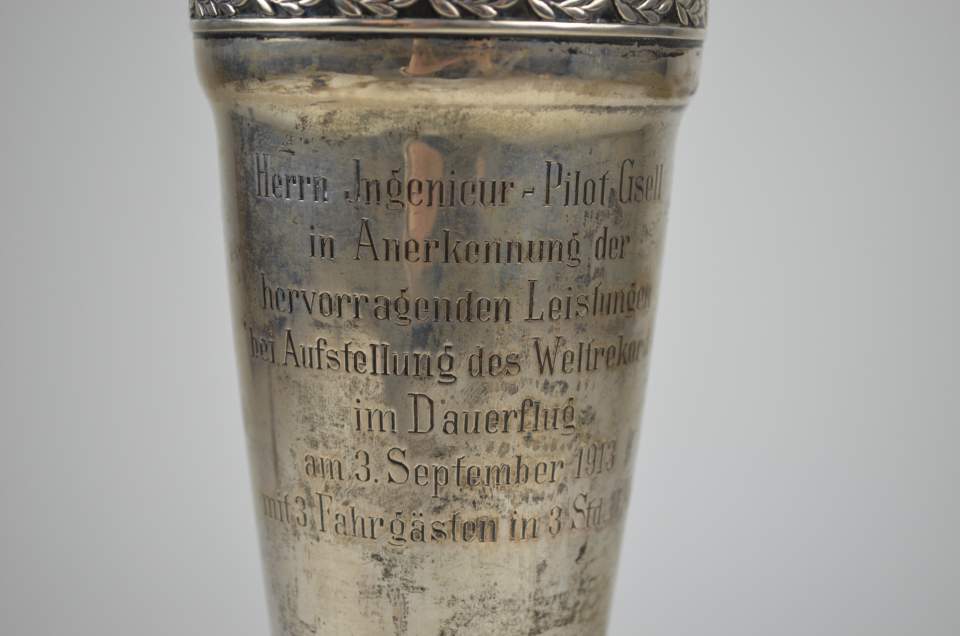 Herrn Jngenieur - Pilot Gsell
in Anerkennung der
hervorragenden Leistungen
bei Aufstellung des
im Dauerflug
am 3. September 1913
mit 3 Fahrgästen in 3 Std.